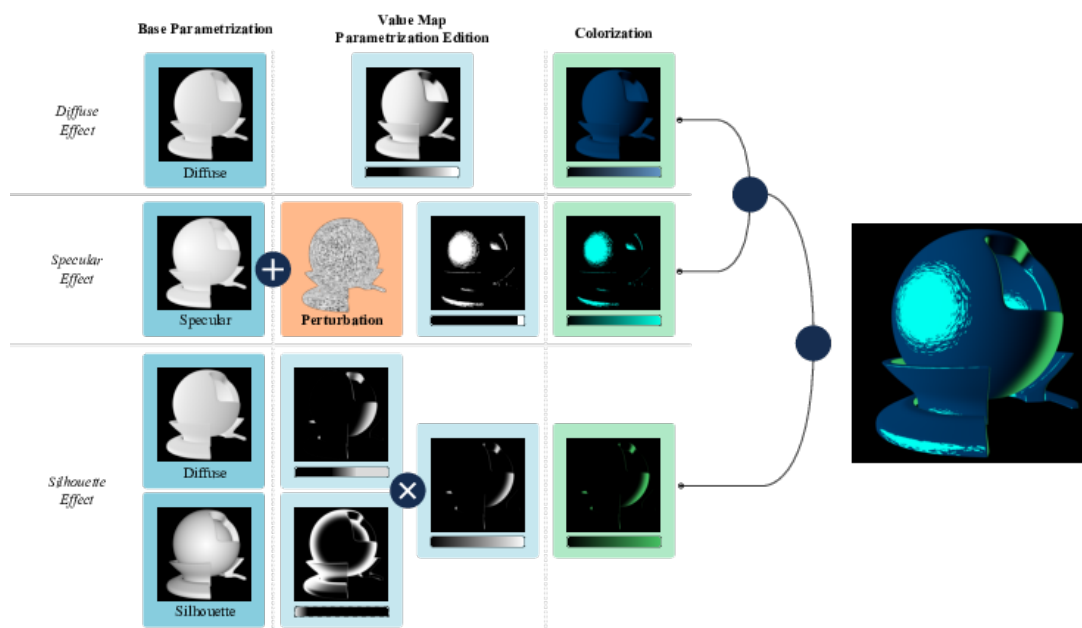 Base Parametrization
Value Map
Parametrization Edition
Colorization
Diffuse
Effect
Diffuse
Specular
Effect
Specular
Perturbation
Silhouette
Effect
Diffuse
Silhouette